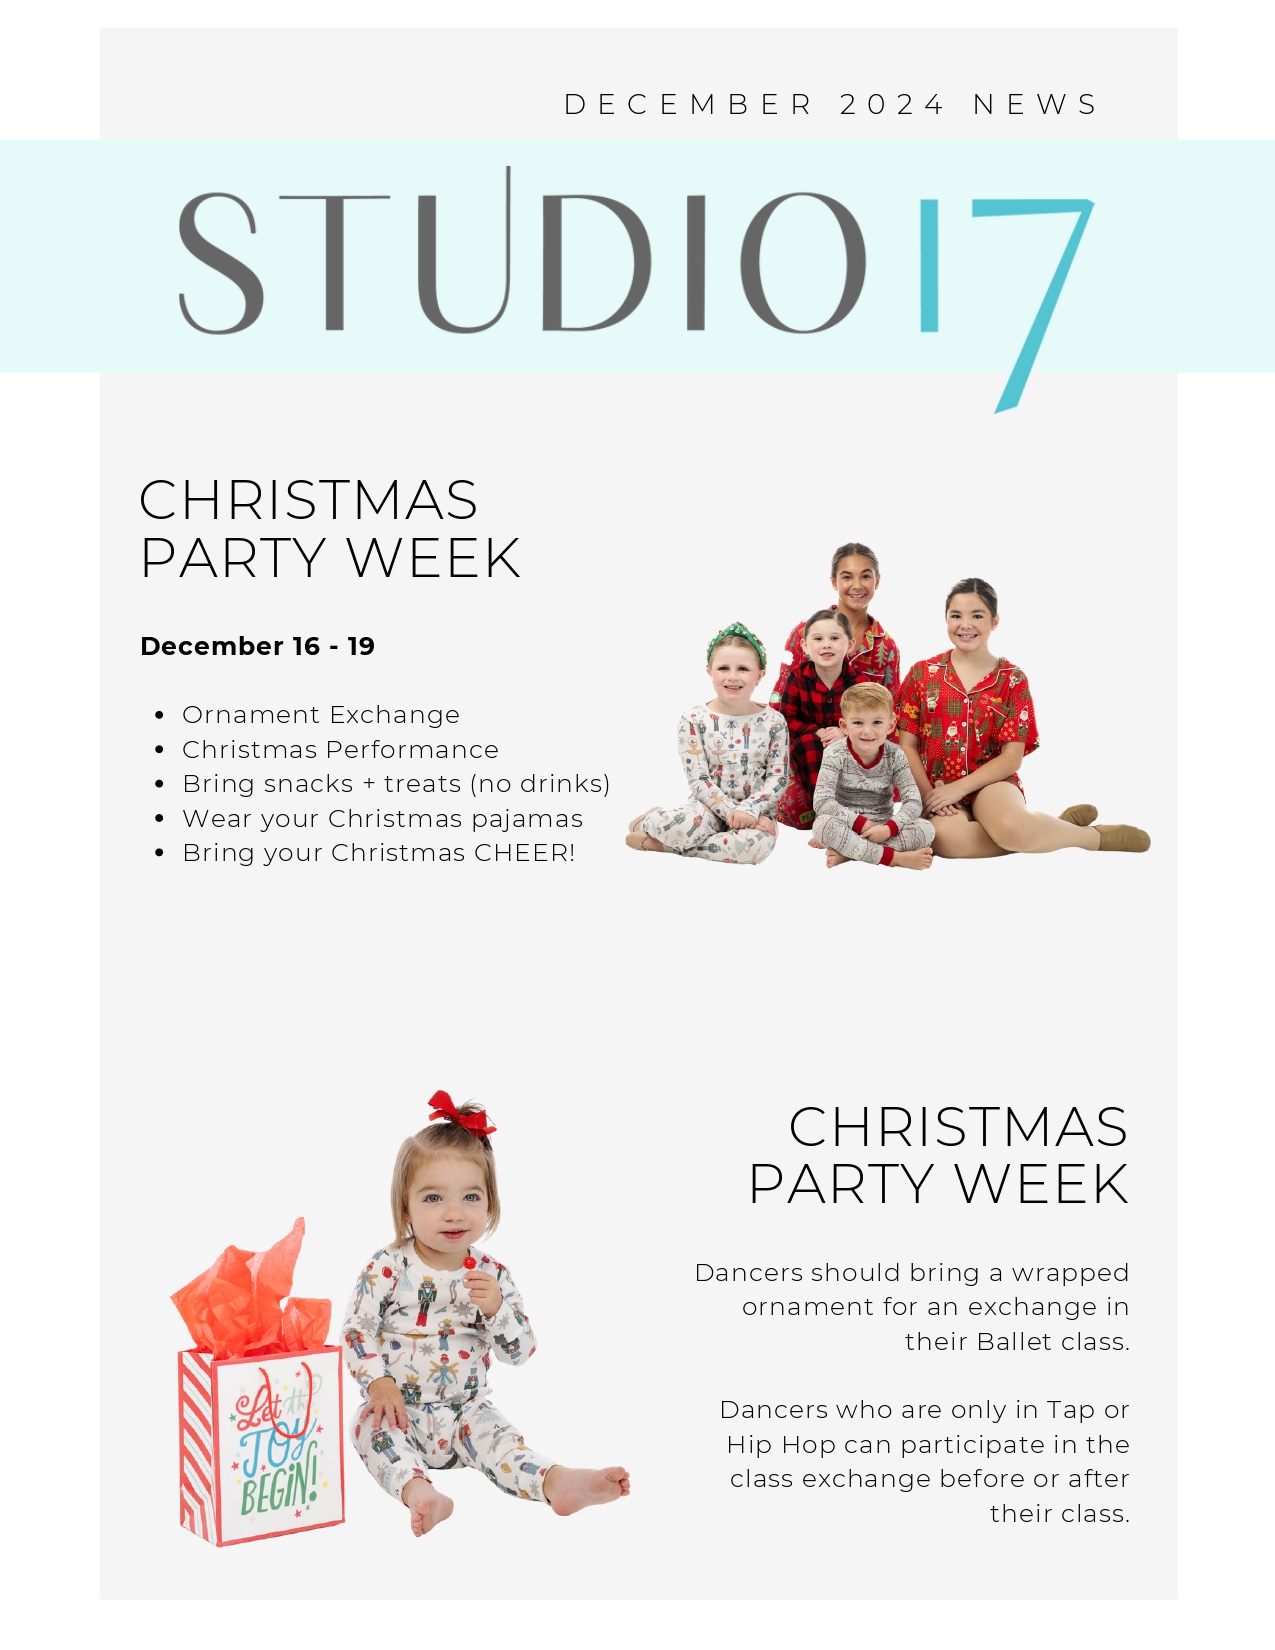 DECEMBER 2024 NEWS
STUDIO 17
CHRISTMAS
PARTY WEEK
December 16 - 19
• Ornament Exchange
• Christmas Performance
• Bring snacks + treats (no drinks)
• Wear your Christmas pajamas
• Bring your Christmas CHEER!
Let the
JOY
BEGIN!
CHRISTMAS
PARTY WEEK
Dancers should bring a wrapped
ornament for an exchange in
their Ballet class.
Dancers who are only in Tap or
Hip Hop can participate in the
class exchange before or after
their class.